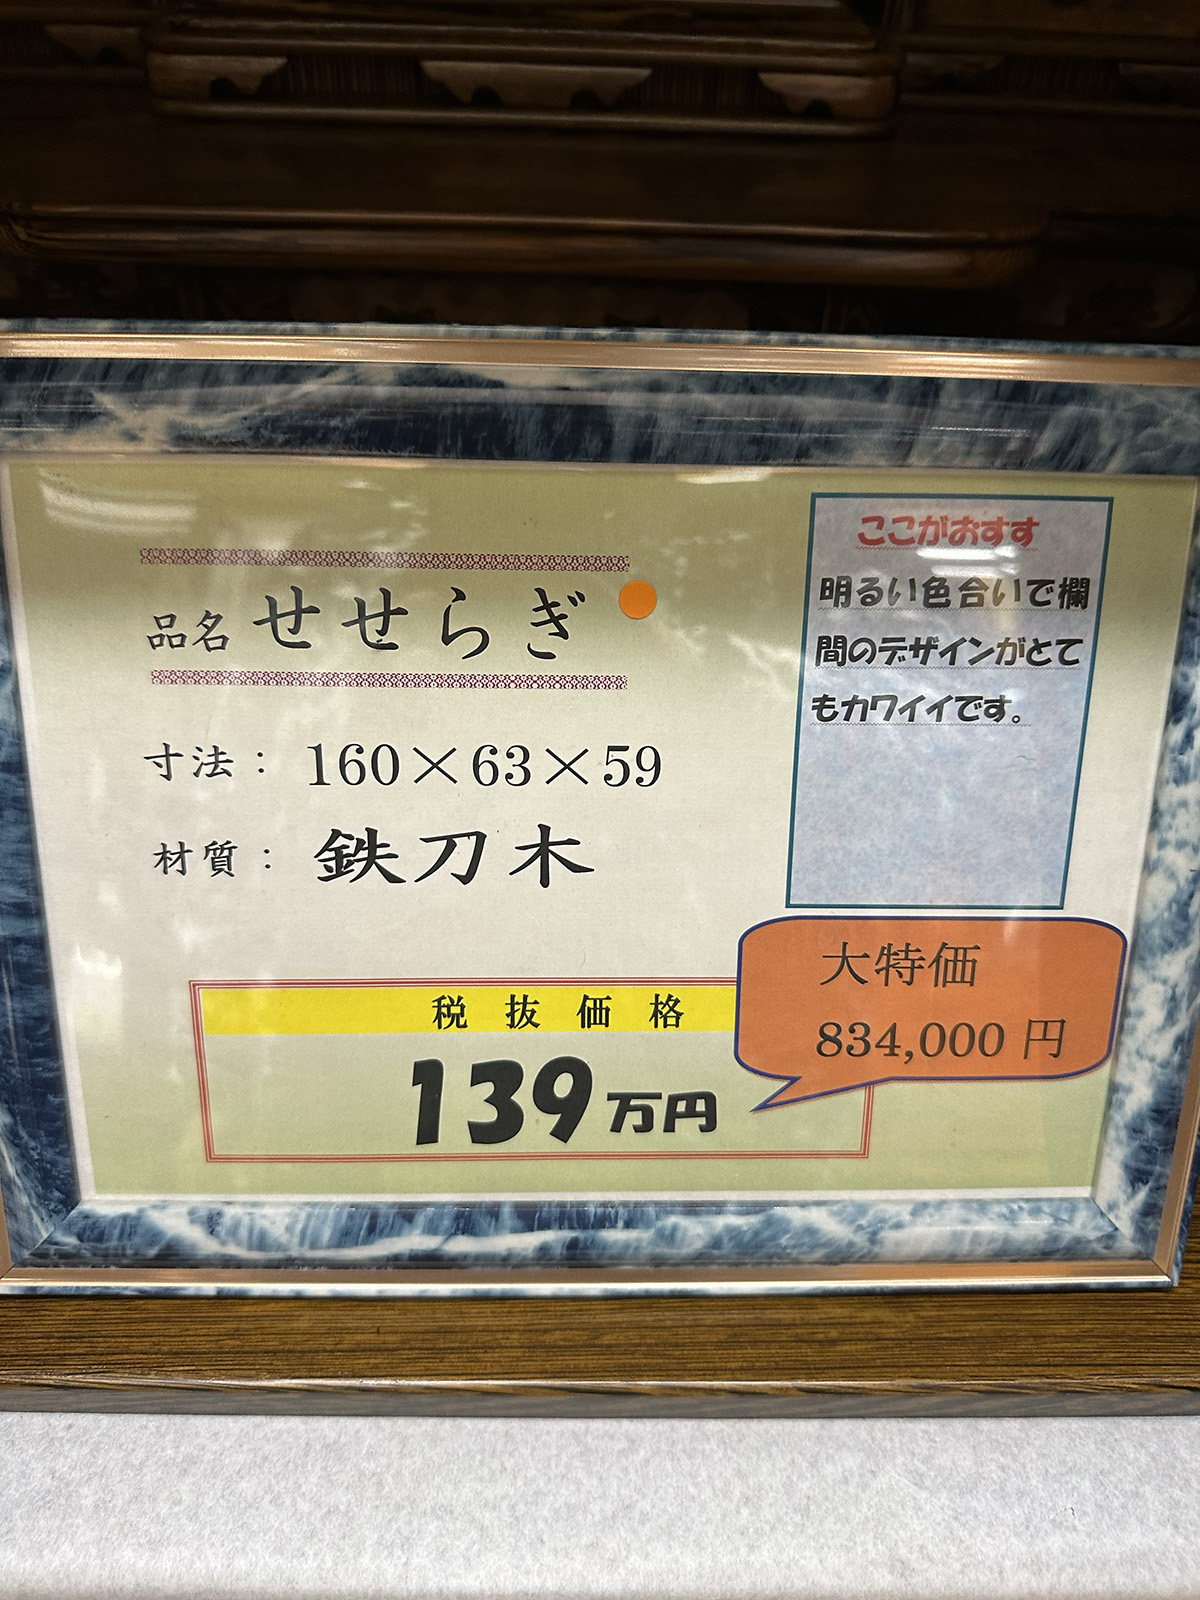 品名 せせらぎ
寸法： 160×63×59
材質： 鉄刀木
ここがおすす
明るい色合いで欄
間のデザインがとて
もカワイイです。
税抜価格
139万円
大特価
834,000 円